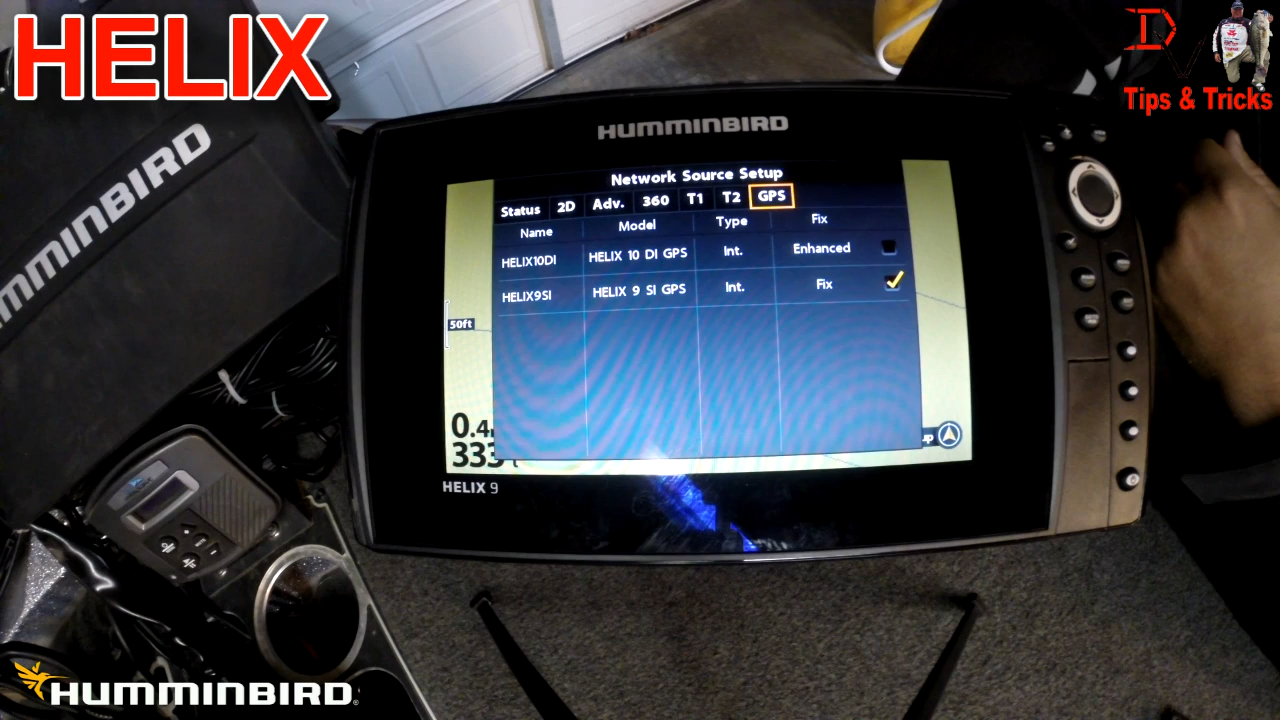 HELIX
Tips & Tricks
HUMMINBIRD
HUMMINBIRD
Network Source Setup
Status 2D Adv. 360 T1 T2 GPS
Name Model Type Fix
HELIX10DI HELIX 10 DI GPS Int. Enhanced
HELIX9SI HELIX 9 SI GPS Int. Fix
50ft
333
HELIX 9
HUMMINBIRD